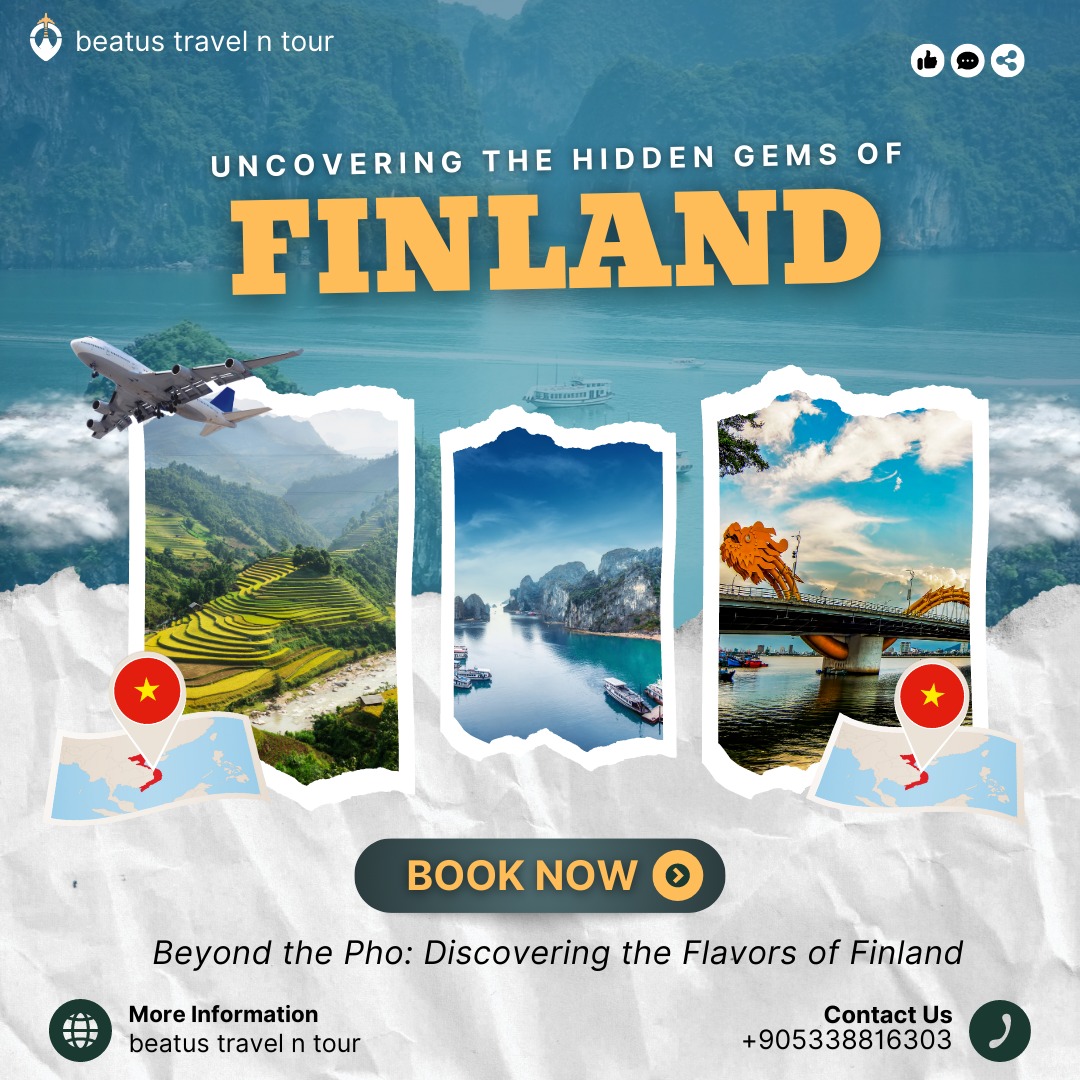 beatus travel n tour
UNCOVERING THE HIDDEN GEMS OF
FINLAND
BOOK NOW
Beyond the Pho: Discovering the Flavors of Finland
More Information
beatus travel n tour
Contact Us
+905338816303